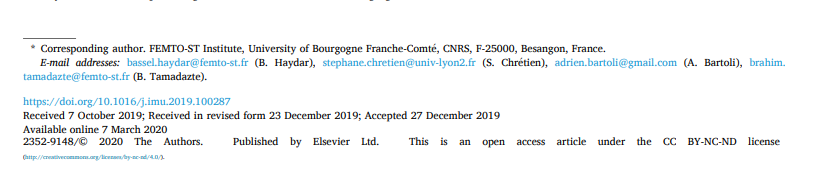 * Corresponding author. FEMTO-ST Institute, University of Bourgogne Franche-Comté, CNRS, F-25000, Besangon, France.
E-mail addresses: bassel.haydar@femto-st.fr (B. Haydar), stephane.chretien@univ-lyon2.fr (S. Chrétien), adrien.bartoli@gmail.com (A. Bartoli), brahim.
tamadazte@femto-st.fr (B. Tamadazte).
https://doi.org/10.1016/j.imu.2019.100287
Received 7 October 2019; Received in revised form 23 December 2019; Accepted 27 December 2019
Available online 7 March 2020
2352-9148/© 2020 The Authors. Published by Elsevier Ltd. This is an open access article under the CC BY-NC-ND license
(http://creativecommons.org/licenses/by-nc-nd/4.0/).